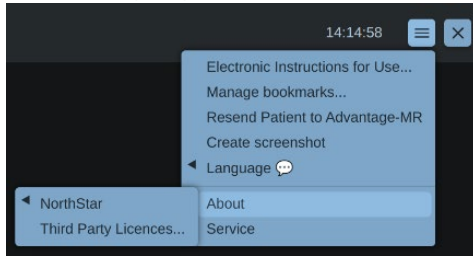 14:14:58
Electronic Instructions for Use...
Manage bookmarks...
Resend Patient to Advantage-MR
Create screenshot
Language 💬
NorthStar
About
Third Party Licences...
Service